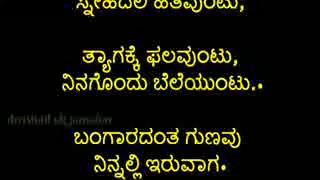 ಸ್ನೇಹದಲಿ ಹಿತವುಂಟು,
ತ್ಯಾಗಕ್ಕೆ ಫಲವುಂಟು,
ನಿನಗೊಂದು ಬೆಲೆಯುಂಟು..
ಬಂಗಾರದಂತ ಗುಣವು
ನಿನ್ನಲ್ಲಿ ಇರುವಾಗ.